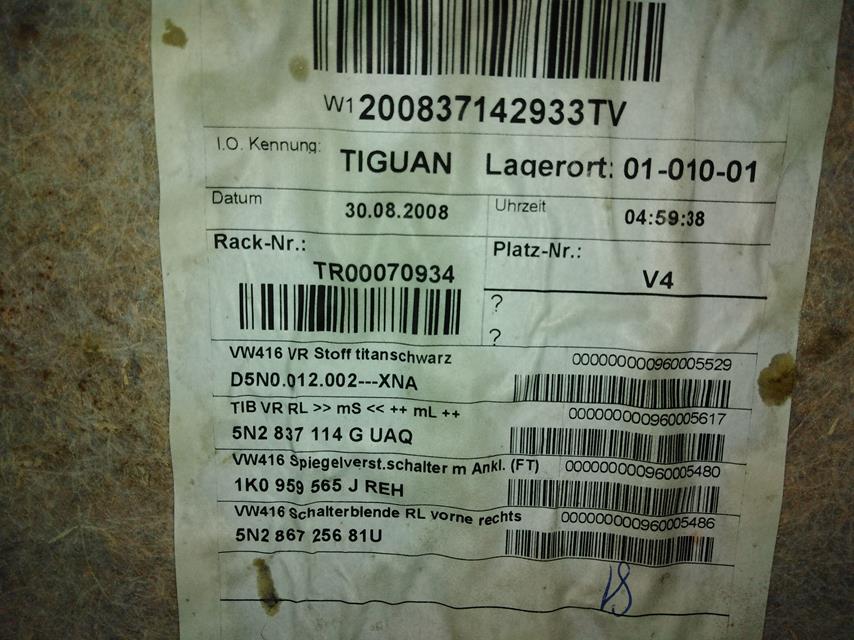 W1 200837142933TV
I.O. Kennung: TIGUAN Lagerort: 01-010-01
Datum 30.08.2008 Uhrzeit 04:59:38
Rack-Nr.: TR00070934 Platz-Nr.: V4
?
?
VW416 VR Stoff titanschwarz 000000000960005529
D5N0.012.002---XNA
TIB VR RL >> mS << ++ mL ++ 000000000960005617
5N2 837 114 G UAQ
VW416 Spiegelverst.schalter m Ankl. (FT) 000000000960005480
1K0 959 565 J REH
VW416 Schalterblende RL vorne rechts 000000000960005486
5N2 867 256 81U